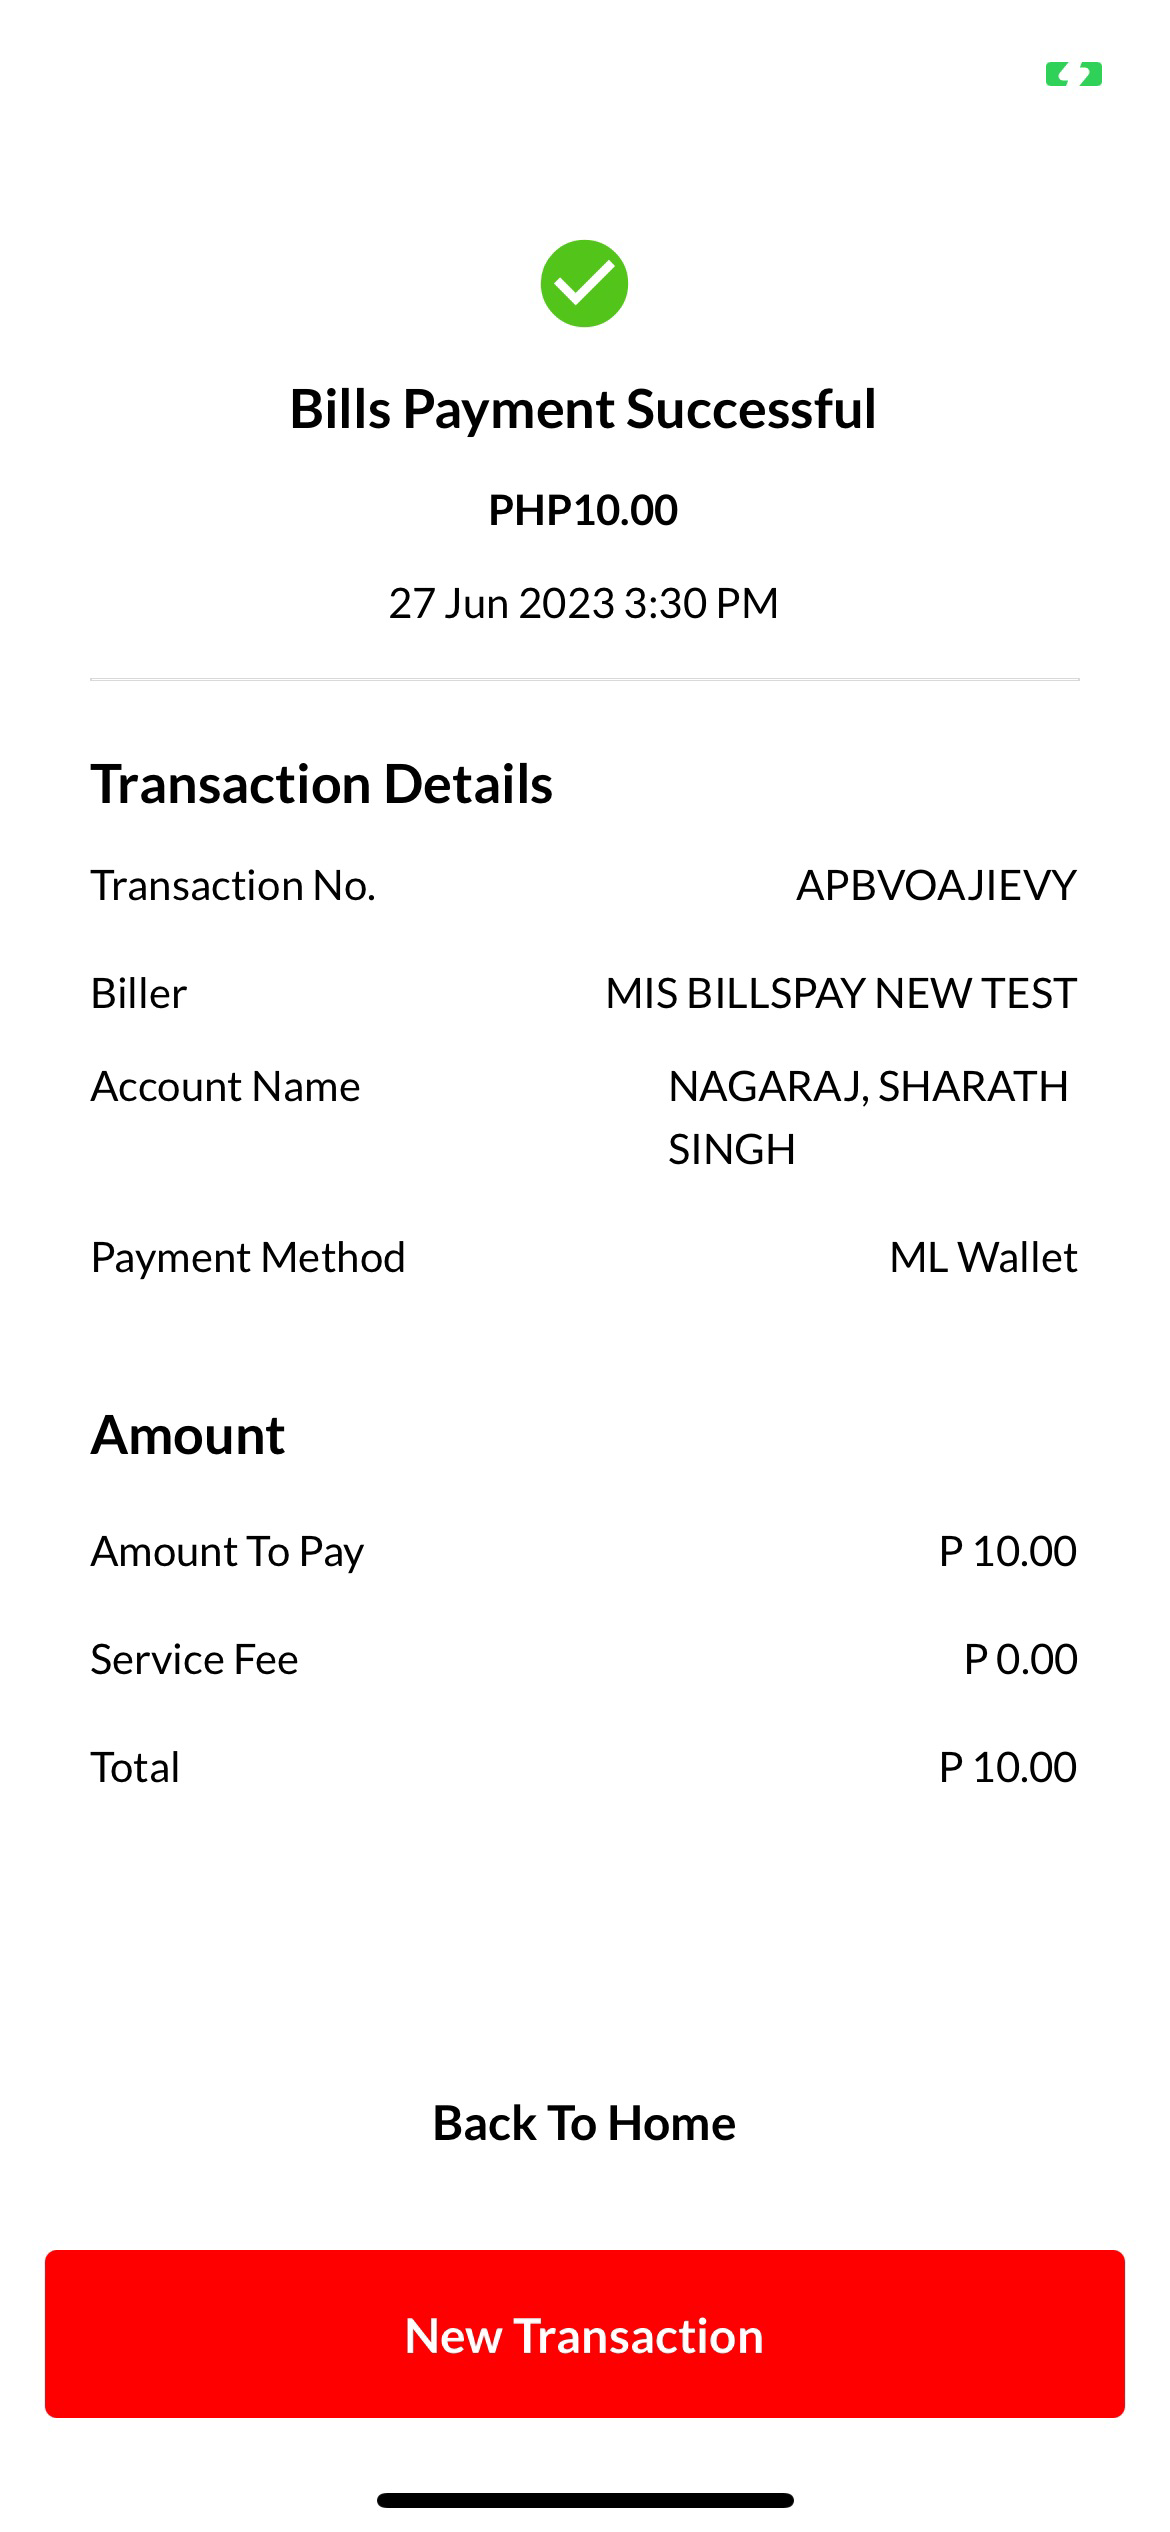 Bills Payment Successful
PHP10.00
27 Jun 2023 3:30 PM
Transaction Details
Transaction No. APBVOAJIEVY
Biller MIS BILLSPAY NEW TEST
Account Name NAGARAJ, SHARATH
SINGH
Payment Method ML Wallet
Amount
Amount To Pay P 10.00
Service Fee P 0.00
Total P 10.00
Back To Home
New Transaction